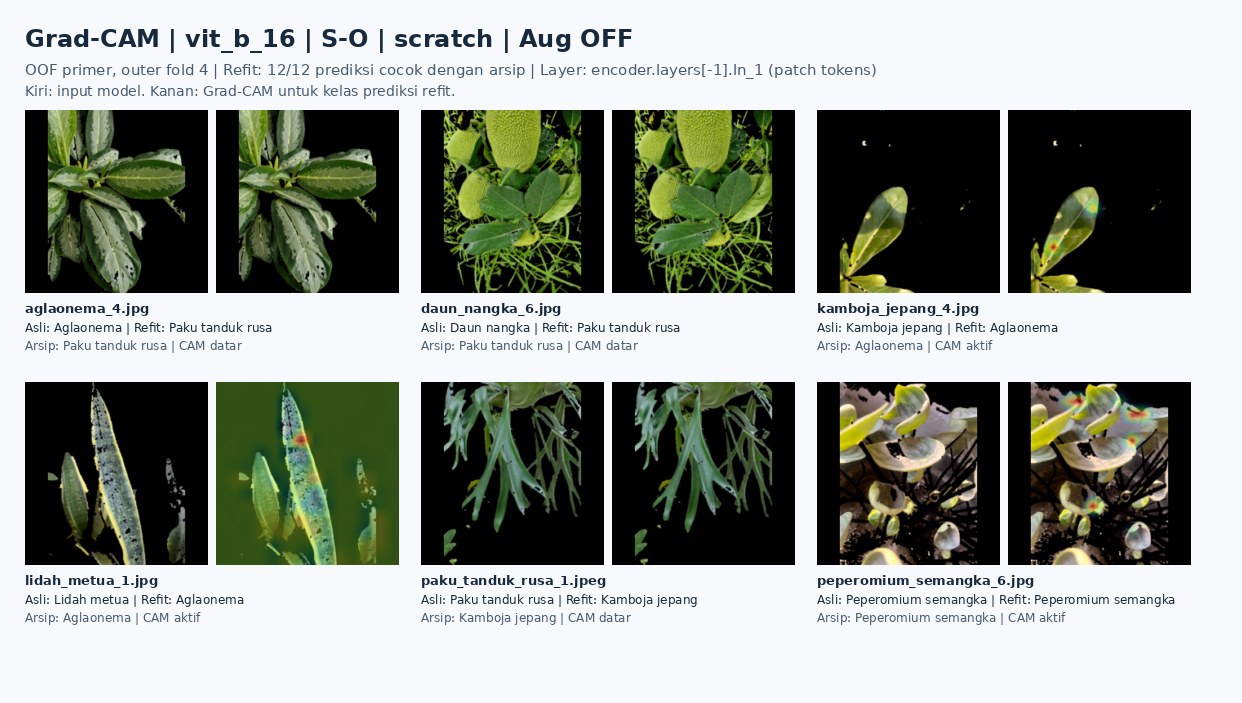 Grad-CAM | vit_b_16 | S-O | scratch | Aug OFF
OOF primer, outer fold 4 | Refit: 12/12 prediksi cocok dengan arsip | Layer: encoder.layers[-1].ln_1 (patch tokens)
Kiri: input model. Kanan: Grad-CAM untuk kelas prediksi refit.
aglaonema_4.jpg
Asli: Aglaonema | Refit: Paku tanduk rusa
Arsip: Paku tanduk rusa | CAM datar
daun_nangka_6.jpg
Asli: Daun nangka | Refit: Paku tanduk rusa
Arsip: Paku tanduk rusa | CAM datar
kamboja_jepang_4.jpg
Asli: Kamboja jepang | Refit: Aglaonema
Arsip: Aglaonema | CAM aktif
lidah_metua_1.jpg
Asli: Lidah metua | Refit: Aglaonema
Arsip: Aglaonema | CAM aktif
paku_tanduk_rusa_1.jpeg
Asli: Paku tanduk rusa | Refit: Kamboja jepang
Arsip: Kamboja jepang | CAM datar
peperomium_semangka_6.jpg
Asli: Peperomium semangka | Refit: Peperomium semangka
Arsip: Peperomium semangka | CAM aktif